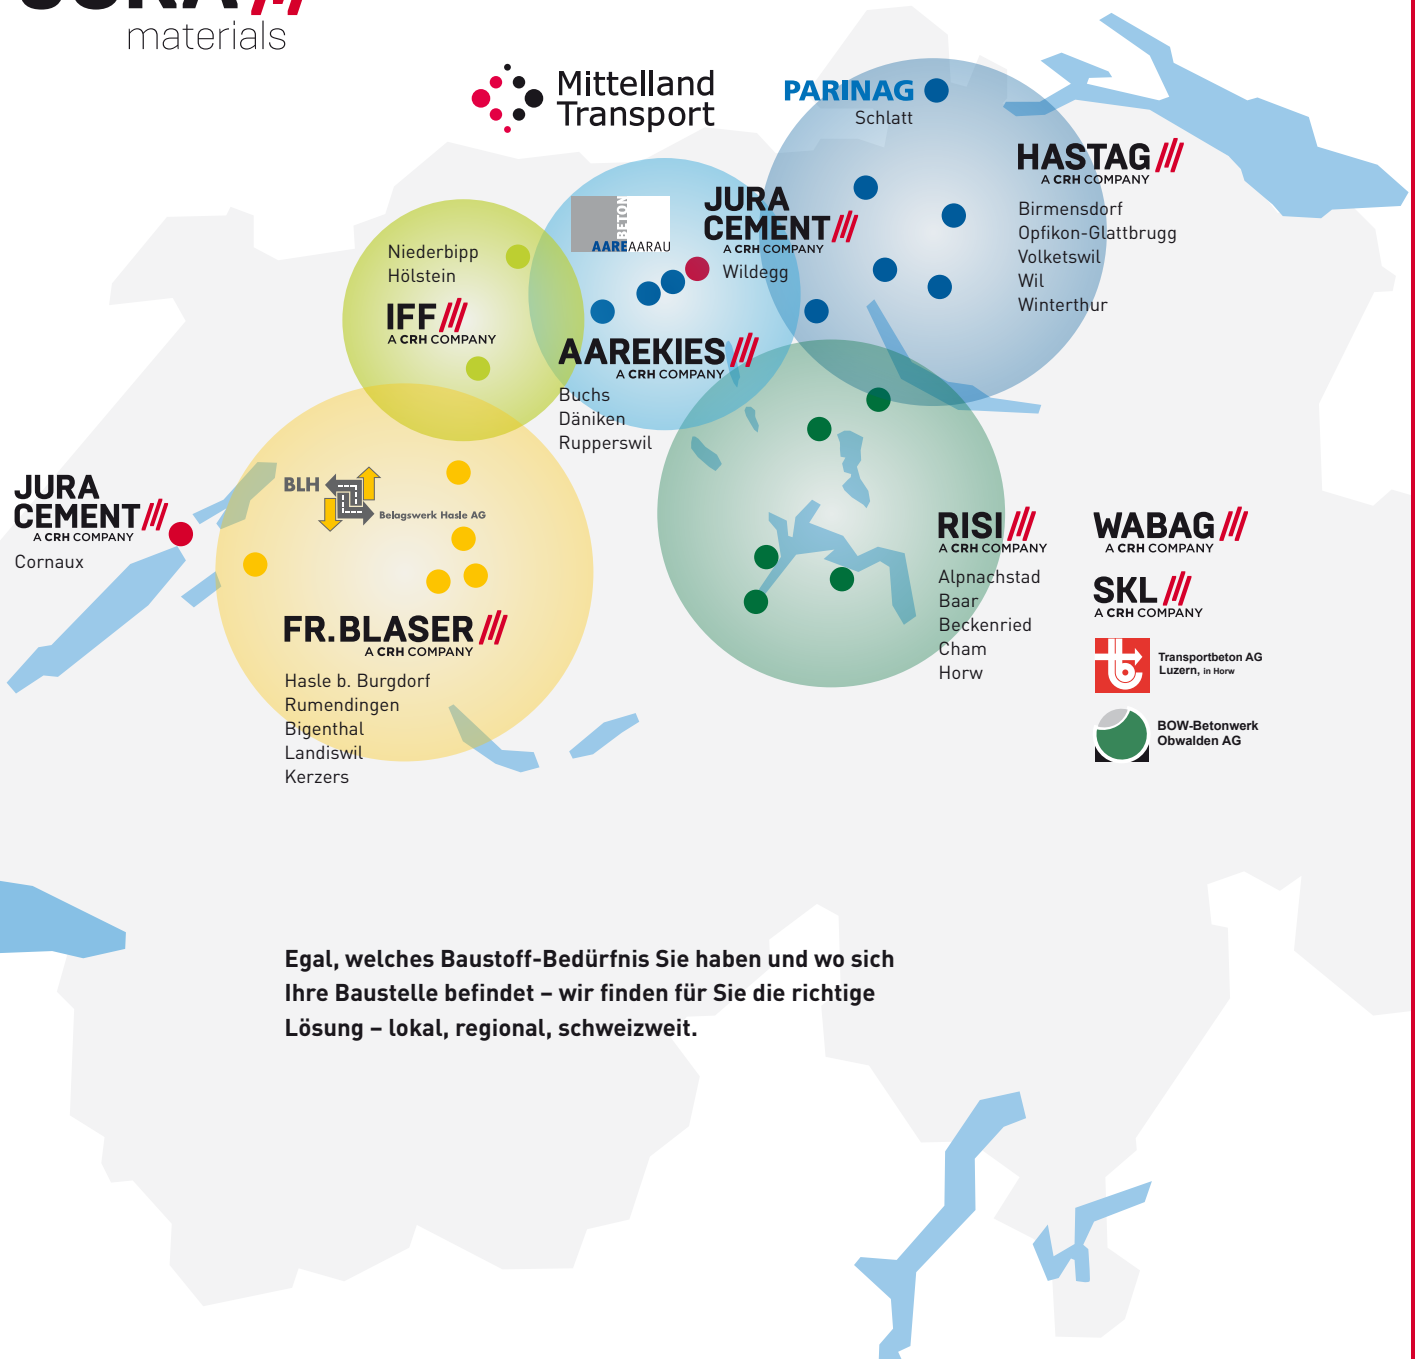 JURA
materials
Mittelland
Transport
PARINAG
Schlatt
HASTAG
A CRH COMPANY
Birmensdorf
Opfikon-Glattbrugg
Volketswil
Wil
Winterthur
BETON
AAREAARAU
JURA
CEMENT
A CRH COMPANY
Wildegg
Niederbipp
Hölstein
IFF
A CRH COMPANY
AAREKIES
A CRH COMPANY
Buchs
Däniken
Rupperswil
JURA
CEMENT
A CRH COMPANY
Cornaux
BLH
Belagswerk Hasle AG
FR.BLASER
A CRH COMPANY
Hasle b. Burgdorf
Rumendingen
Bigenthal
Landiswil
Kerzers
RISI
A CRH COMPANY
Alpnachstad
Baar
Beckenried
Cham
Horw
WABAG
A CRH COMPANY
SKL
A CRH COMPANY
tb
Transportbeton AG
Luzern, in Horw
BOW-Betonwerk
Obwalden AG
Egal, welches Baustoff-Bedürfnis Sie haben und wo sich
Ihre Baustelle befindet – wir finden für Sie die richtige
Lösung – lokal, regional, schweizweit.